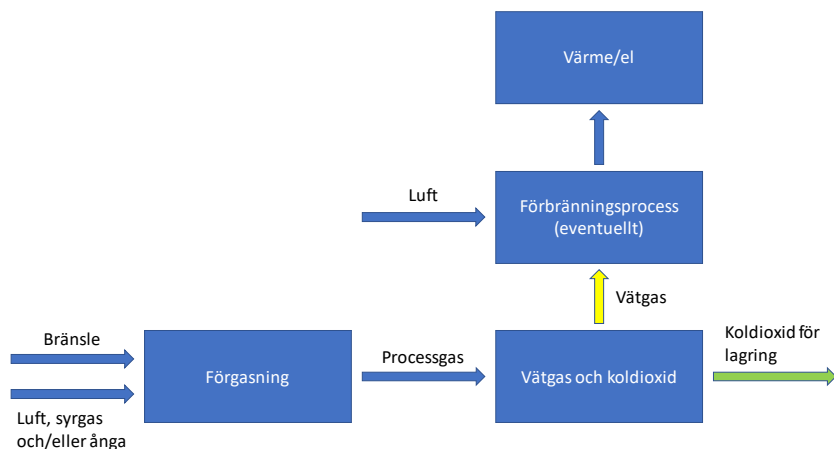 Värme/el
Luft
Förbränningsprocess
(eventuellt)
Vätgas
Bränsle
Luft, syrgas
och/eller ånga
Förgasning
Processgas
Vätgas och koldioxid
Koldioxid för
lagring